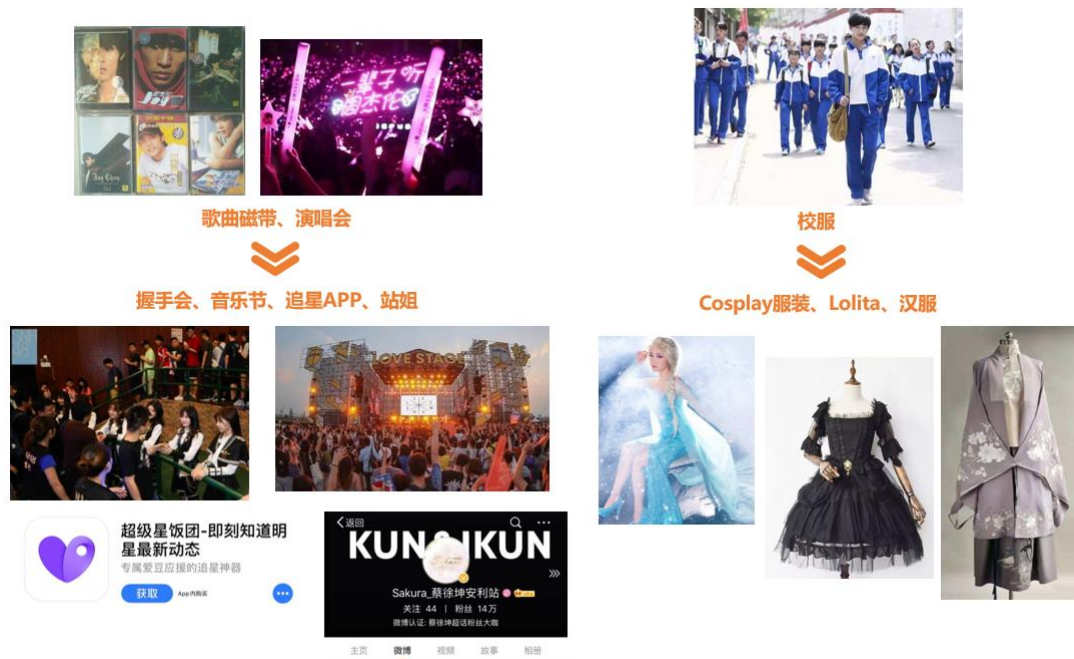 Jay Chou
一辈子听
周杰伦
歌曲磁带、演唱会
握手会、音乐节、追星APP、站姐
LOVE STAGE
超级星饭团-即刻知道明
星最新动态
专属爱豆应援的追星神器
获取
App内购买
返回
KUN&IKUN
Sakura_蔡徐坤安利站
关注 44 | 粉丝 14万
微博认证: 蔡徐坤超话粉丝大咖
主页 微博 视频 故事 相册
校服
Cosplay服装、Lolita、汉服